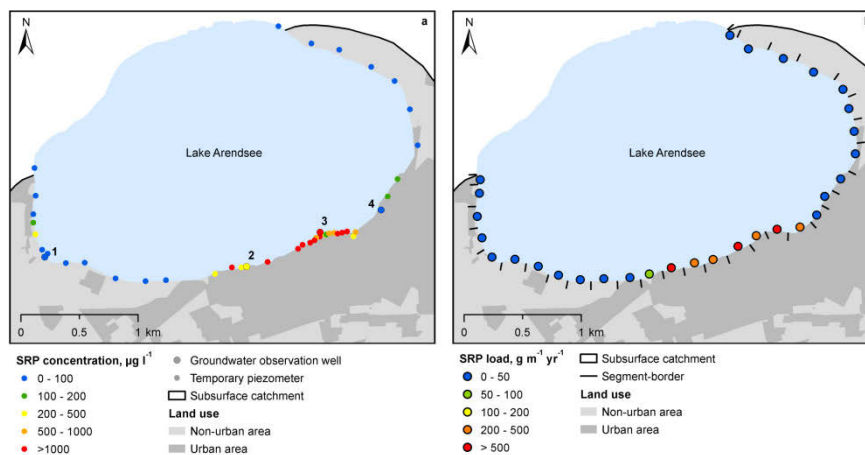 a
N
Lake Arendsee
4
3
1
2
0 0.5 1 km
SRP concentration, µg l⁻¹
0 - 100
100 - 200
200 - 500
500 - 1000
>1000
Groundwater observation well
Temporary piezometer
Subsurface catchment
Land use
Non-urban area
Urban area
N
Lake Arendsee
0 0.5 1 km
SRP load, g m⁻¹ yr⁻¹
0 - 50
50 - 100
100 - 200
200 - 500
> 500
Subsurface catchment
Segment-border
Land use
Non-urban area
Urban area